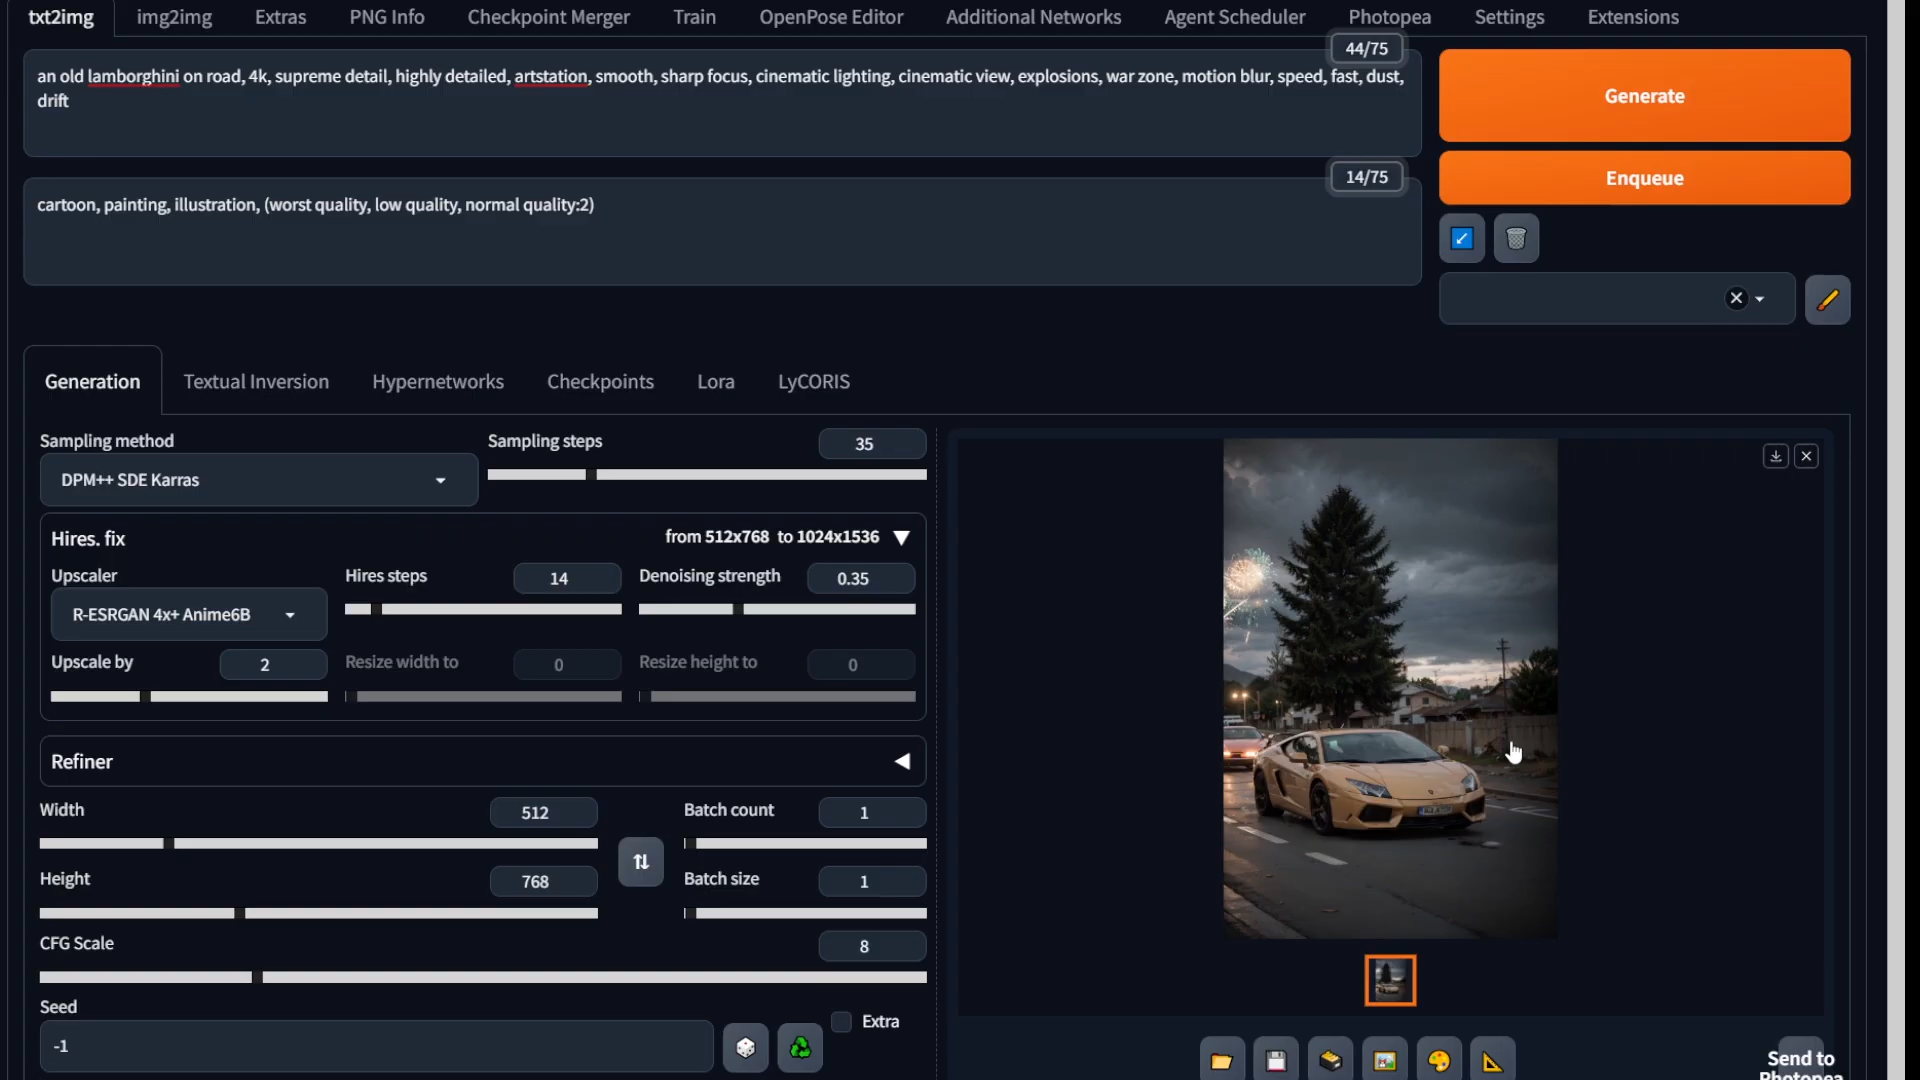 txt2img img2img Extras PNG Info Checkpoint Merger Train OpenPose Editor Additional Networks Agent Scheduler Photopea Settings Extensions
44/75
an old lamborghini on road, 4k, supreme detail, highly detailed, artstation, smooth, sharp focus, cinematic lighting, cinematic view, explosions, war zone, motion blur, speed, fast, dust,
drift
Generate
14/75
Enqueue
cartoon, painting, illustration, (worst quality, low quality, normal quality:2)
Generation Textual Inversion Hypernetworks Checkpoints Lora LyCORIS
Sampling method
Sampling steps
35
DPM++ SDE Karras
Hires. fix
from 512x768 to 1024x1536
Upscaler
Hires steps
14
Denoising strength
0.35
R-ESRGAN 4x+ Anime6B
Upscale by
2
Resize width to
0
Resize height to
0
Refiner
Width
512
Batch count
1
Height
768
Batch size
1
CFG Scale
8
Seed
Extra
-1
Send to
Photopea